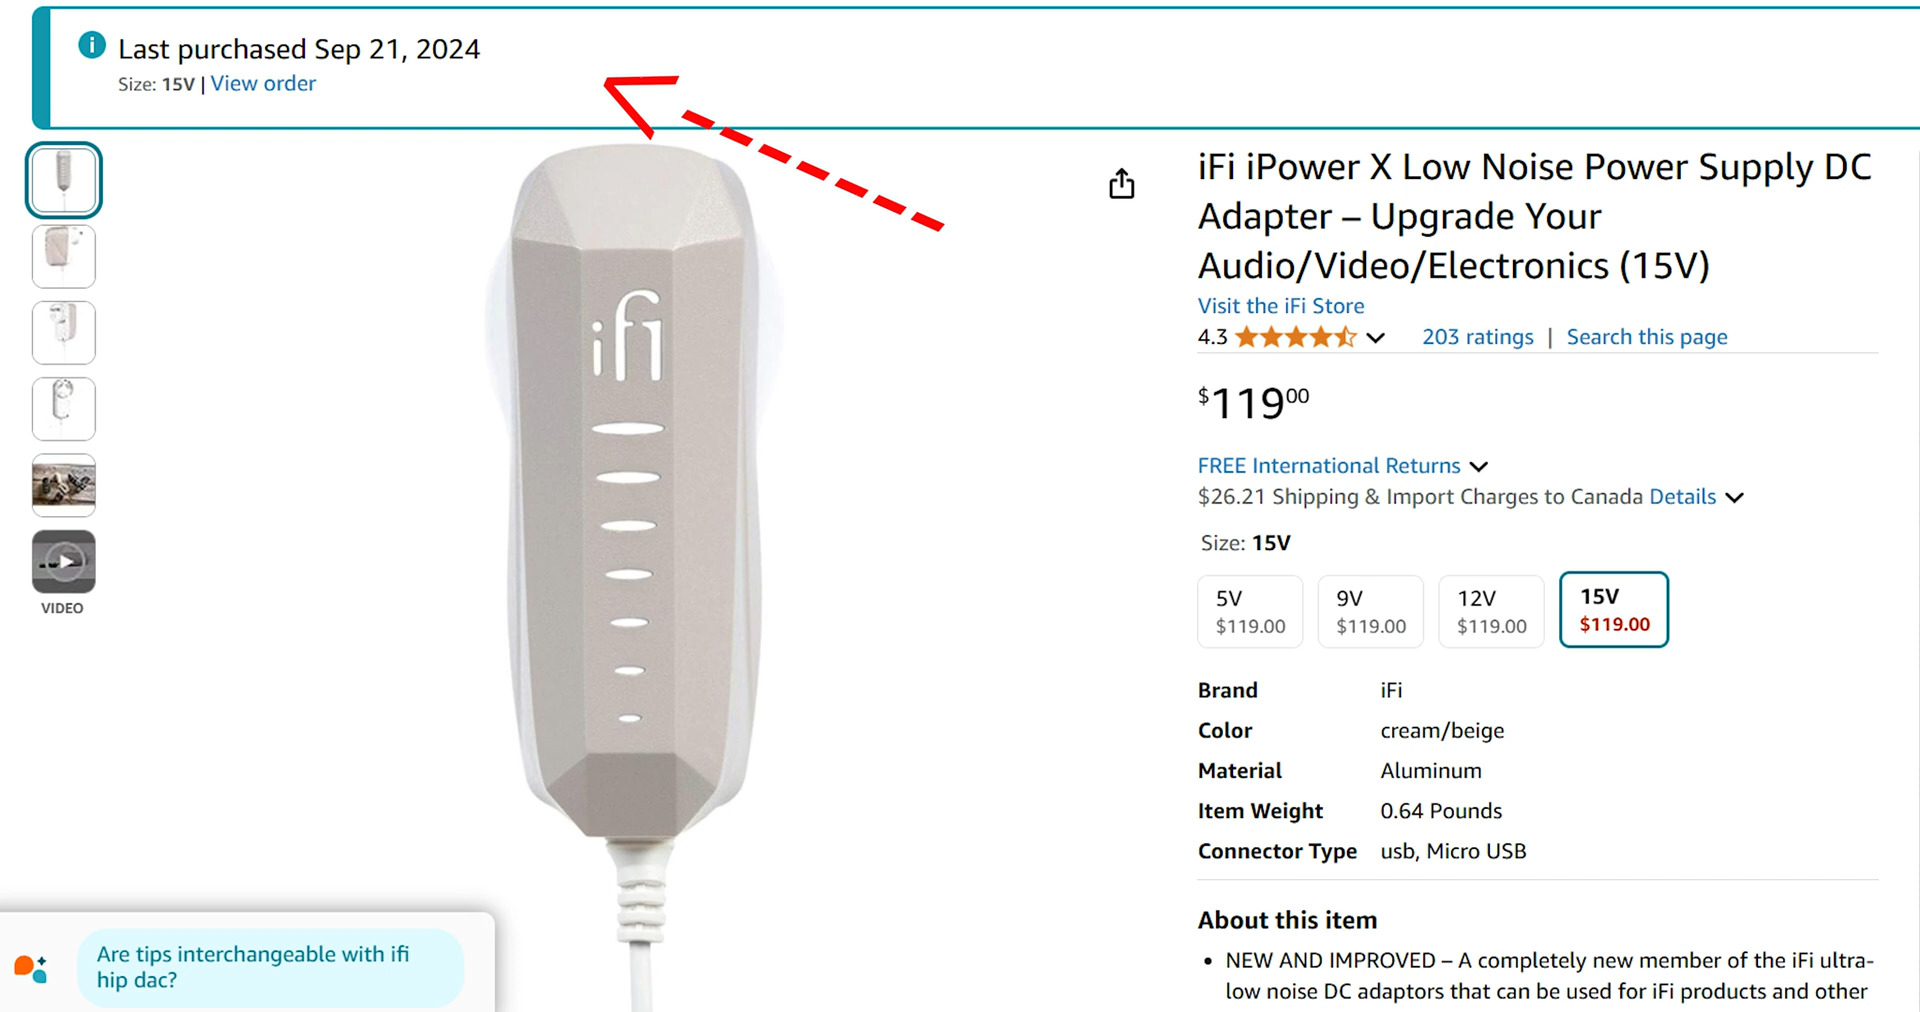 Last purchased Sep 21, 2024
Size: 15V | View order
ifi
VIDEO
iFi iPower X Low Noise Power Supply DC
Adapter – Upgrade Your
Audio/Video/Electronics (15V)
Visit the iFi Store
4.3 203 ratings | Search this page
$11900
FREE International Returns
$26.21 Shipping & Import Charges to Canada Details
Size: 15V
5V 9V 12V 15V
$119.00 $119.00 $119.00 $119.00
Brand iFi
Color cream/beige
Material Aluminum
Item Weight 0.64 Pounds
Connector Type usb, Micro USB
About this item
• NEW AND IMPROVED – A completely new member of the iFi ultra-
low noise DC adaptors that can be used for iFi products and other
Are tips interchangeable with ifi
hip dac?